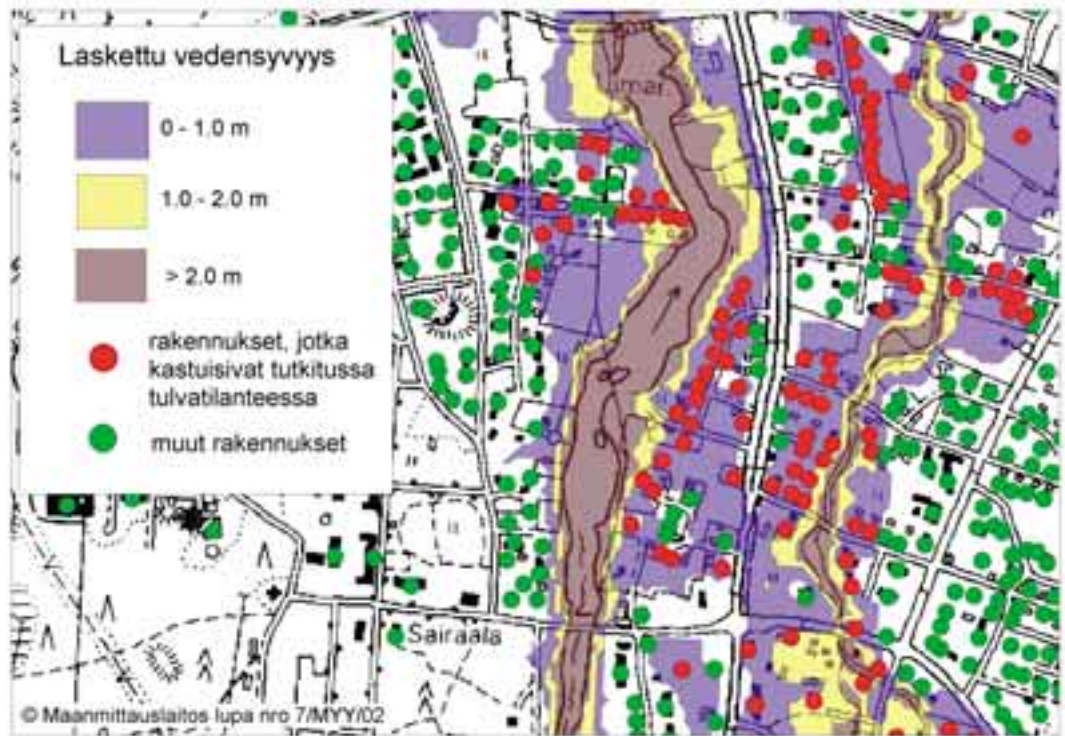 Laskettu vedensyvyys
0 - 1.0 m
1.0 - 2.0 m
> 2.0 m
rakennukset, jotka
kastuisivat tutkitussa
tulvatilanteessa
muut rakennukset
Sairaala
© Maanmittauslaitos lupa nro 7/MYY/02